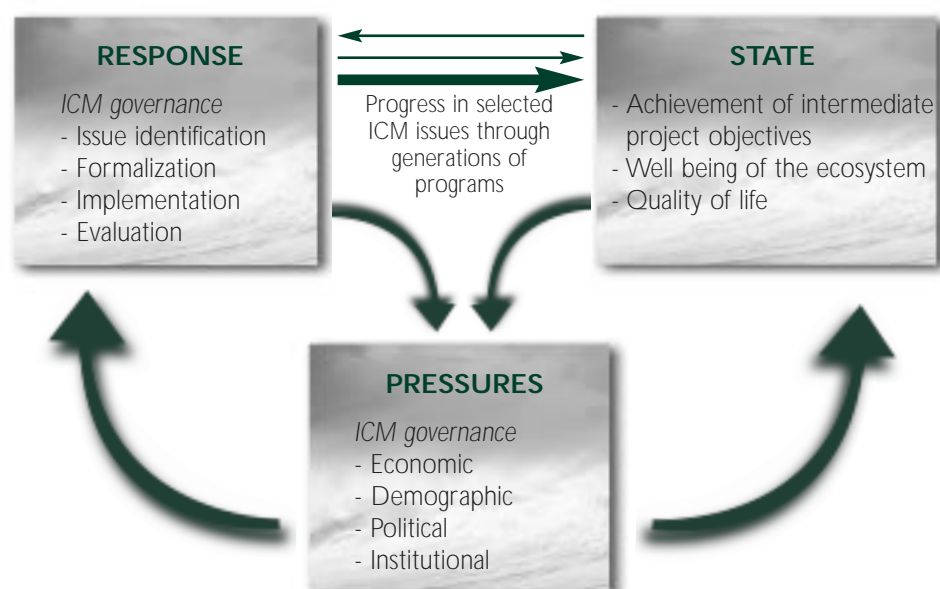 RESPONSE
ICM governance
- Issue identification
- Formalization
- Implementation
- Evaluation
Progress in selected
ICM issues through
generations of
programs
STATE
- Achievement of intermediate
project objectives
- Well being of the ecosystem
- Quality of life
PRESSURES
ICM governance
- Economic
- Demographic
- Political
- Institutional